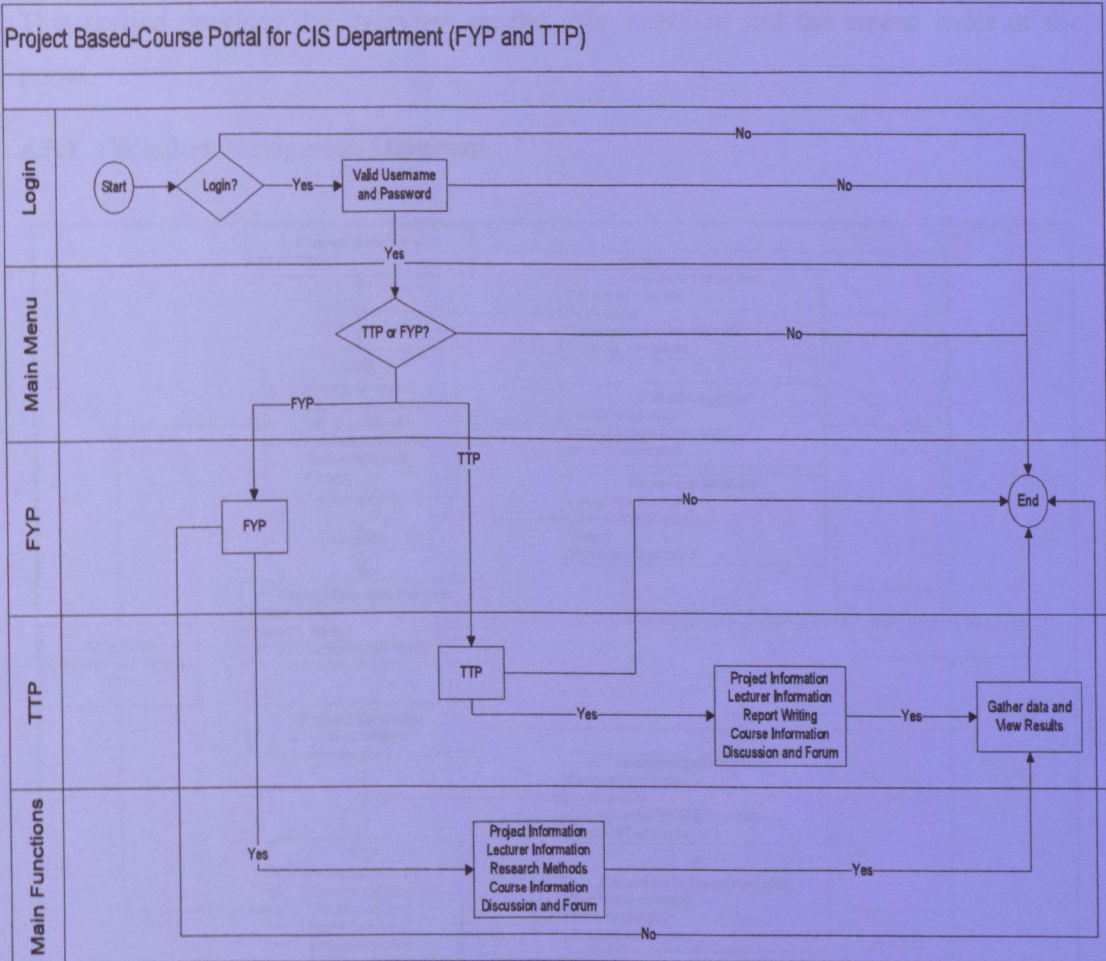 Project Based-Course Portal for CIS Department (FYP and TTP)
Login
Start
Login?
Yes
Valid Username
and Password
No
No
Yes
Main Menu
TTP or FYP?
No
FYP
TTP
FYP
FYP
No
End
TTP
TTP
Yes
Project Information
Lecturer Information
Report Writing
Course Information
Discussion and Forum
Yes
Gather data and
View Results
Main Functions
Yes
Project Information
Lecturer Information
Research Methods
Course Information
Discussion and Forum
Yes
No